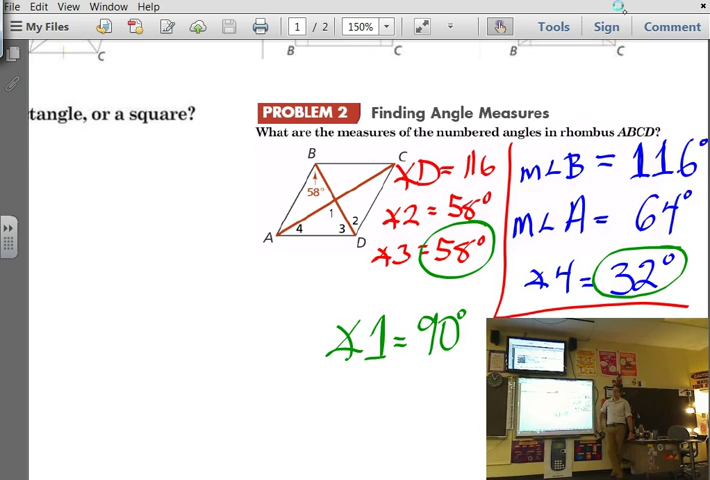 File Edit View Window Help
My Files 1 / 2 150% Tools Sign Comment
C B C B C
tangle, or a square?
PROBLEM 2 Finding Angle Measures
What are the measures of the numbered angles in rhombus ABCD?
B C
58°
1 2
4 3
A D
∡D = 116
∡2 = 58°
∡3 = 58°
m∠B = 116°
m∠A = 64°
∡4 = 32°
∡1 = 90°